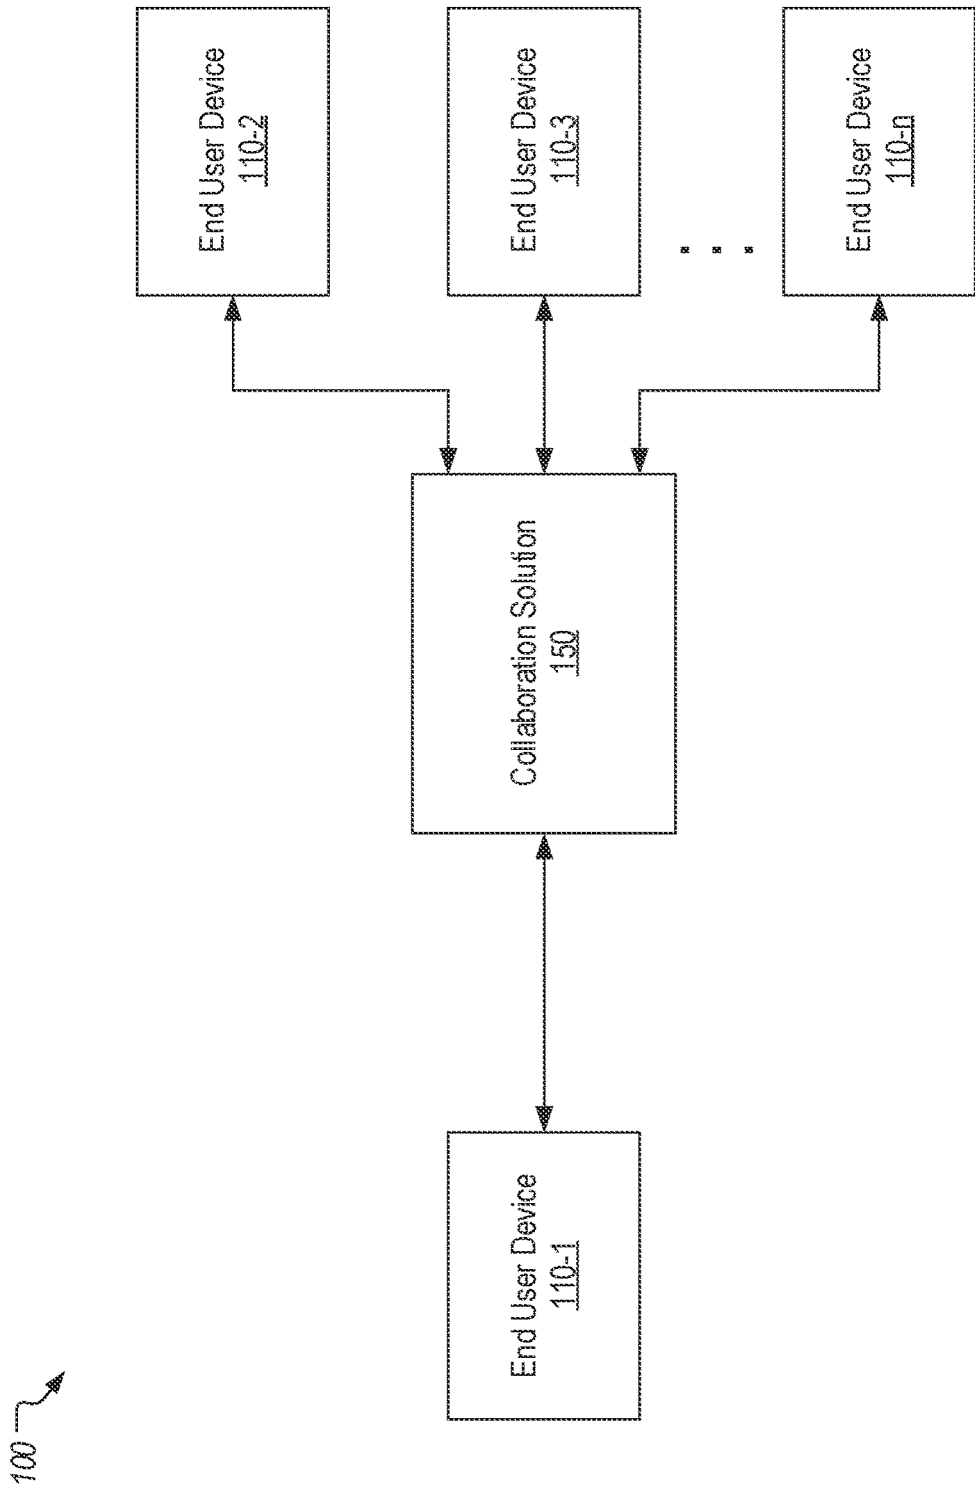 100
End User Device
110-1
Collaboration Solution
150
End User Device
110-2
End User Device
110-3
. . .
End User Device
110-n